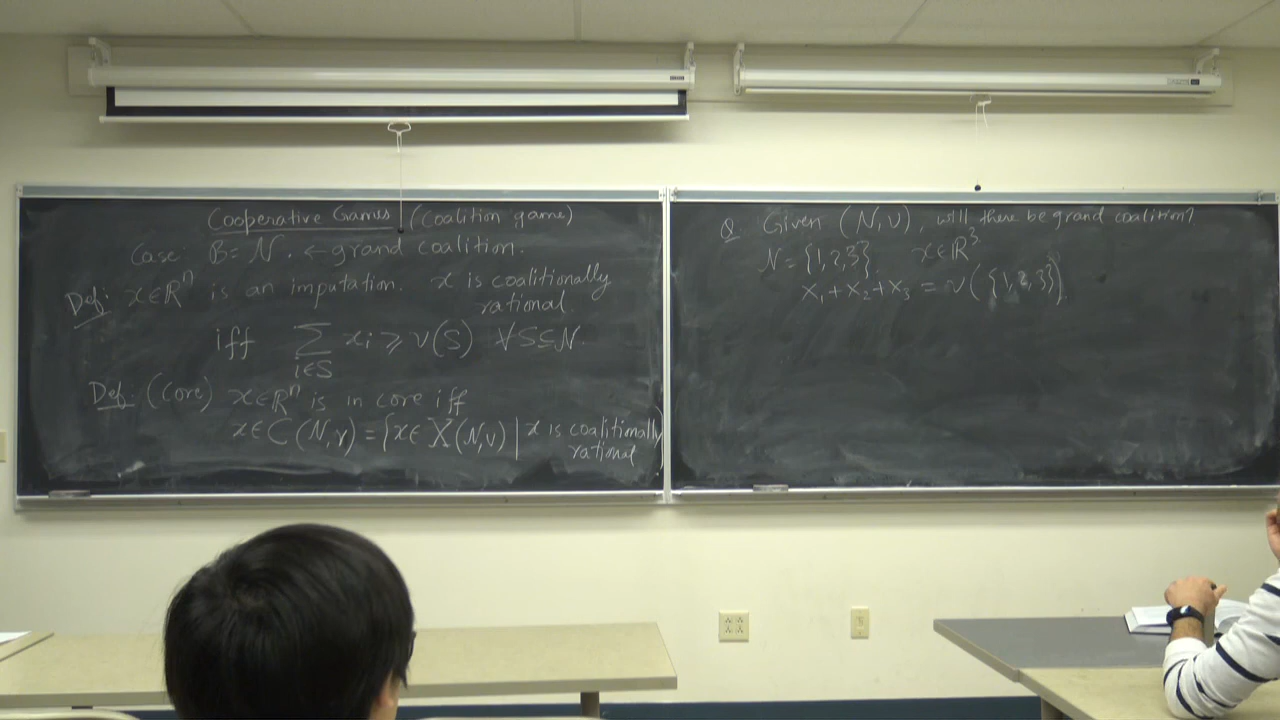 Cooperative Games (Coalition game)
Case: B = N. ← grand coalition.
Def: x∈ℝⁿ is an imputation. x is coalitionally
rational.
iff ∑_{i∈S} xi ⩾ v(S) ∀S⊆N.
Def: (Core) x∈ℝⁿ is in core iff
x∈C(N,v) = {x∈ X(N,v) | x is coalitionally
rational
Q Given (N,v), will there be grand coalition?
N = {1,2,3}. x∈ℝ³
x₁+x₂+x₃ = v({1,2,3}).